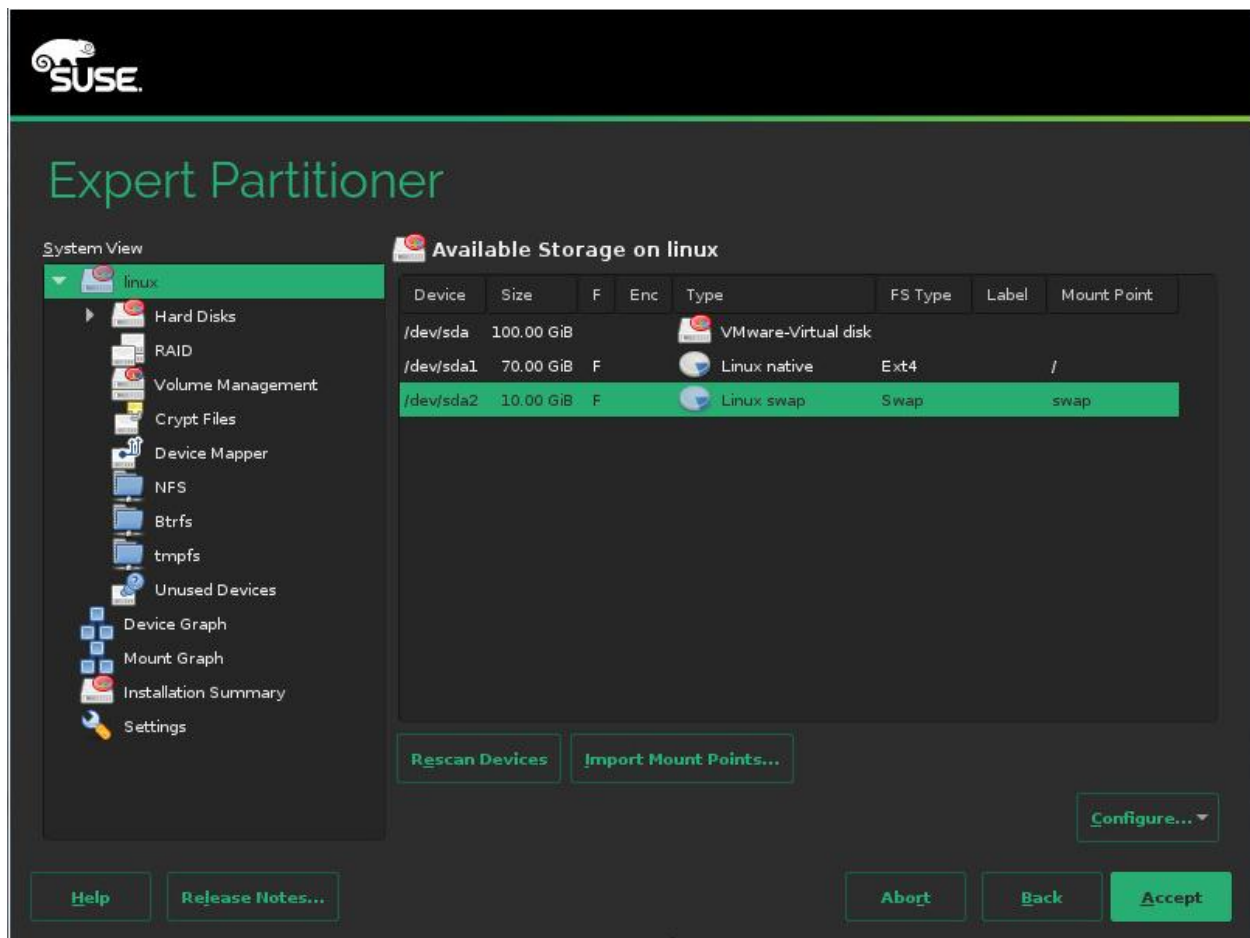 SUSE.
Expert Partitioner
System View
linux
Hard Disks
RAID
Volume Management
Crypt Files
Device Mapper
NFS
Btrfs
tmpfs
Unused Devices
Device Graph
Mount Graph
Installation Summary
Settings
Available Storage on linux
Device Size F Enc Type FS Type Label Mount Point
/dev/sda 100.00 GiB VMware-Virtual disk
/dev/sda1 70.00 GiB F Linux native Ext4 /
/dev/sda2 10.00 GiB F Linux swap Swap swap
Rescan Devices Import Mount Points...
Configure...
Help Release Notes... Abort Back Accept